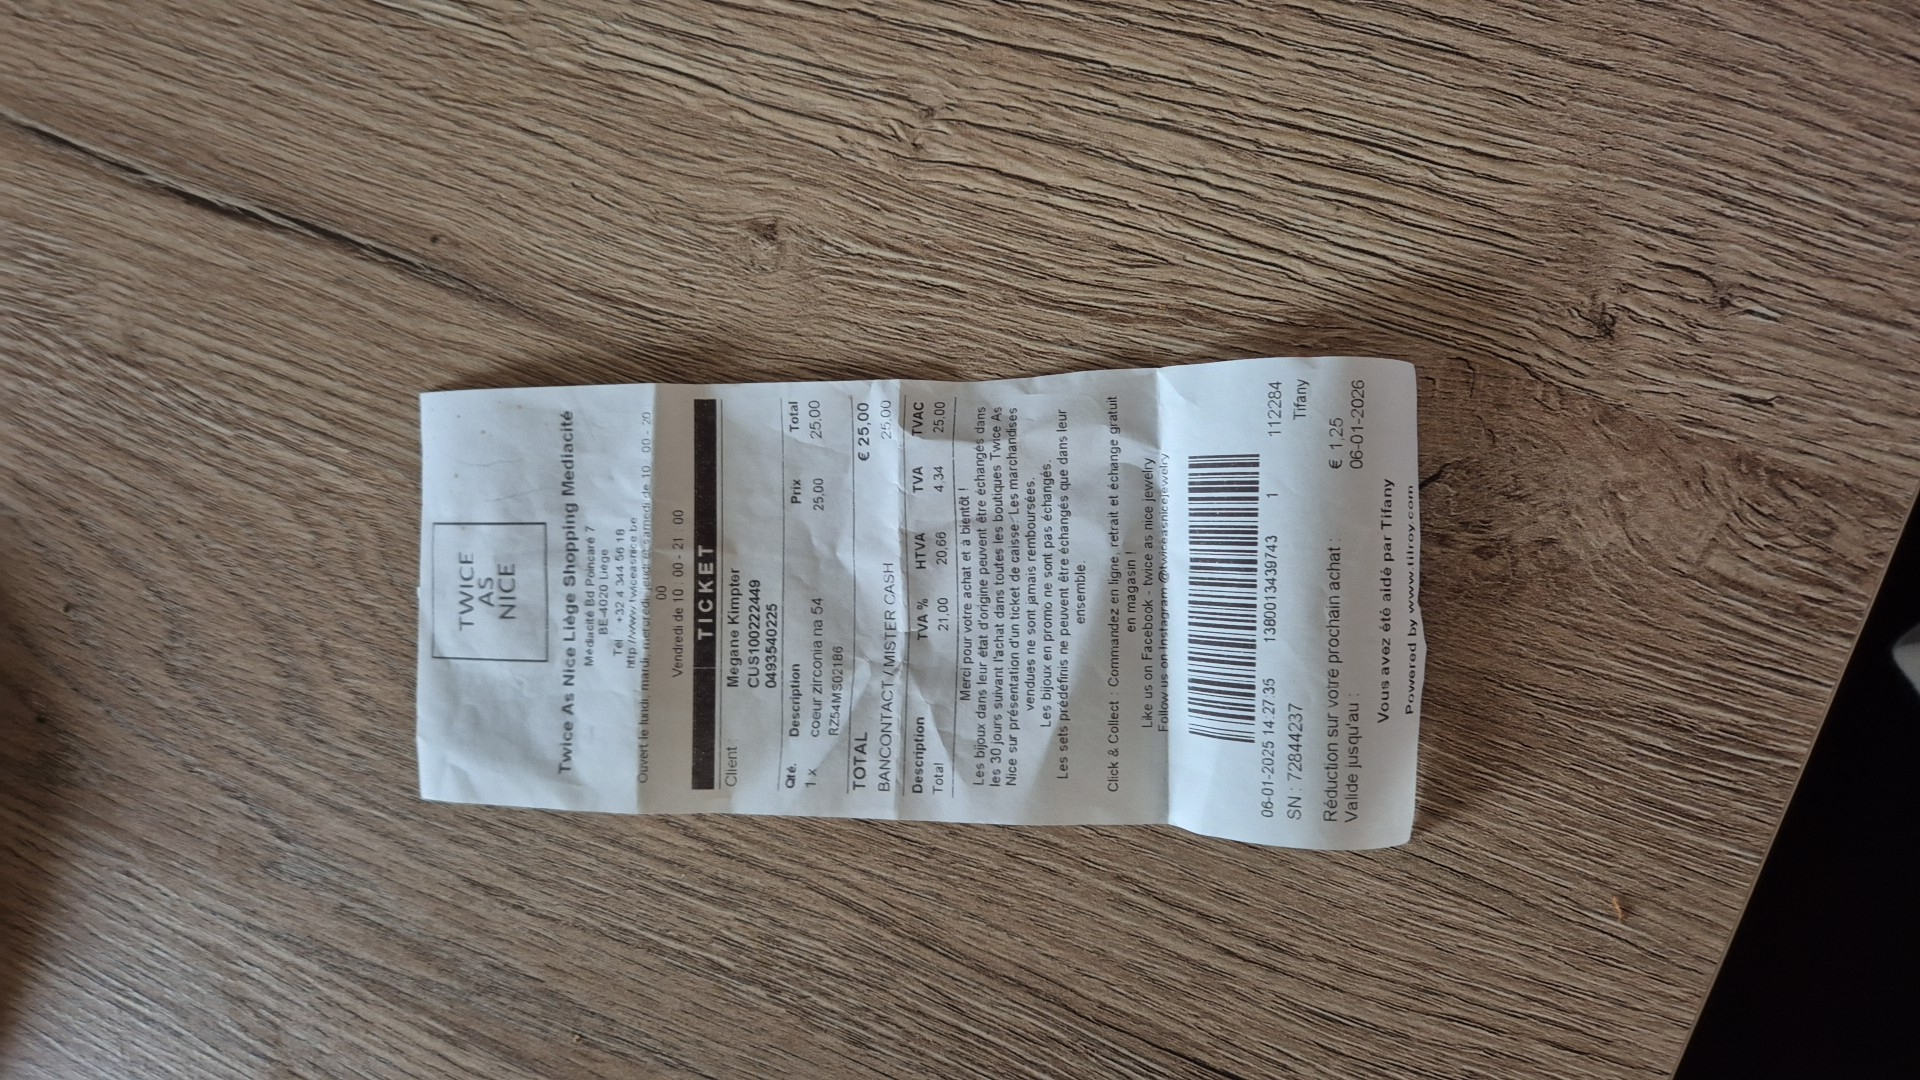 TWICE
AS
NICE
Twice As Nice Liège Shopping Mediacité
Mediacité Bd Poincaré 7
BE-4020 Liège
Tel +32 4 344 56 18
http://www.twiceasnice.be
Ouvert le lundi, mardi, mercredi, jeudi et samedi de 10 00 - 20
00
Vendredi de 10 00 - 21 00
TICKET
Client Megane Kimpter
CUS1002222449
0493540225
Qté. Description Prix Total
1 x coeur zirconia na 54 25,00 25,00
RZ54MS02186
TOTAL € 25,00
BANCONTACT / MISTER CASH 25,00
Description TVA % HTVA TVA TVAC
Total 21,00 20,66 4,34 25,00
Merci pour votre achat et à bientôt !
Les bijoux dans leur état d'origine peuvent être échangés dans
les 30 jours suivant l'achat dans toutes les boutiques Twice As
Nice sur présentation d'un ticket de caisse. Les marchandises
vendues ne sont jamais remboursées.
Les bijoux en promo ne sont pas échangés.
Les sets prédéfinis ne peuvent être échangés que dans leur
ensemble.
Click & Collect : Commandez en ligne, retrait et échange gratuit
en magasin !
Like us on Facebook - twice as nice jewelry
Follow us on Instagram @twiceasnicejewelry
06-01-2025 14:27:35 1380013439743 1 112284
SN : 72844237 Tifany
Réduction sur votre prochain achat : € 1,25
Valide jusqu'au : 06-01-2026
Vous avez été aidé par Tifany
Powered by www.tilroy.com